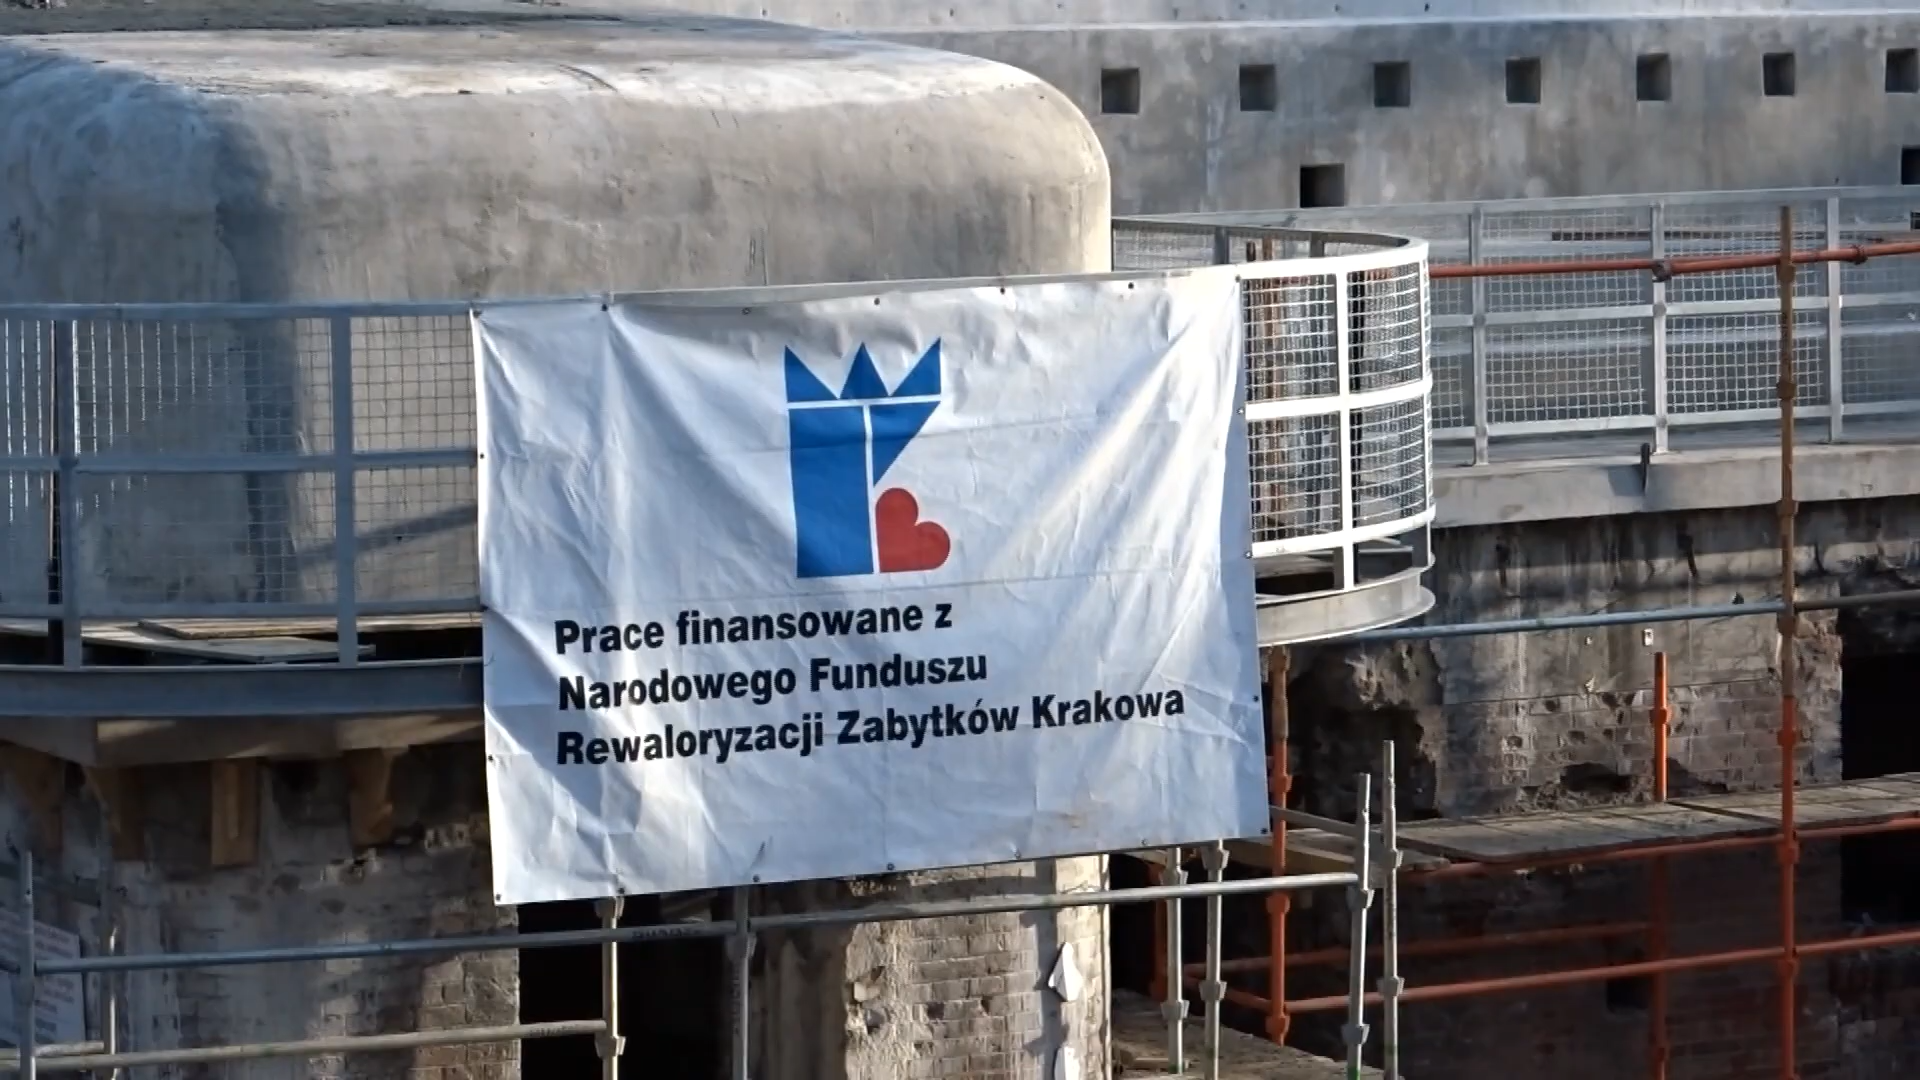 Prace finansowane z
Narodowego Funduszu
Rewaloryzacji Zabytków Krakowa